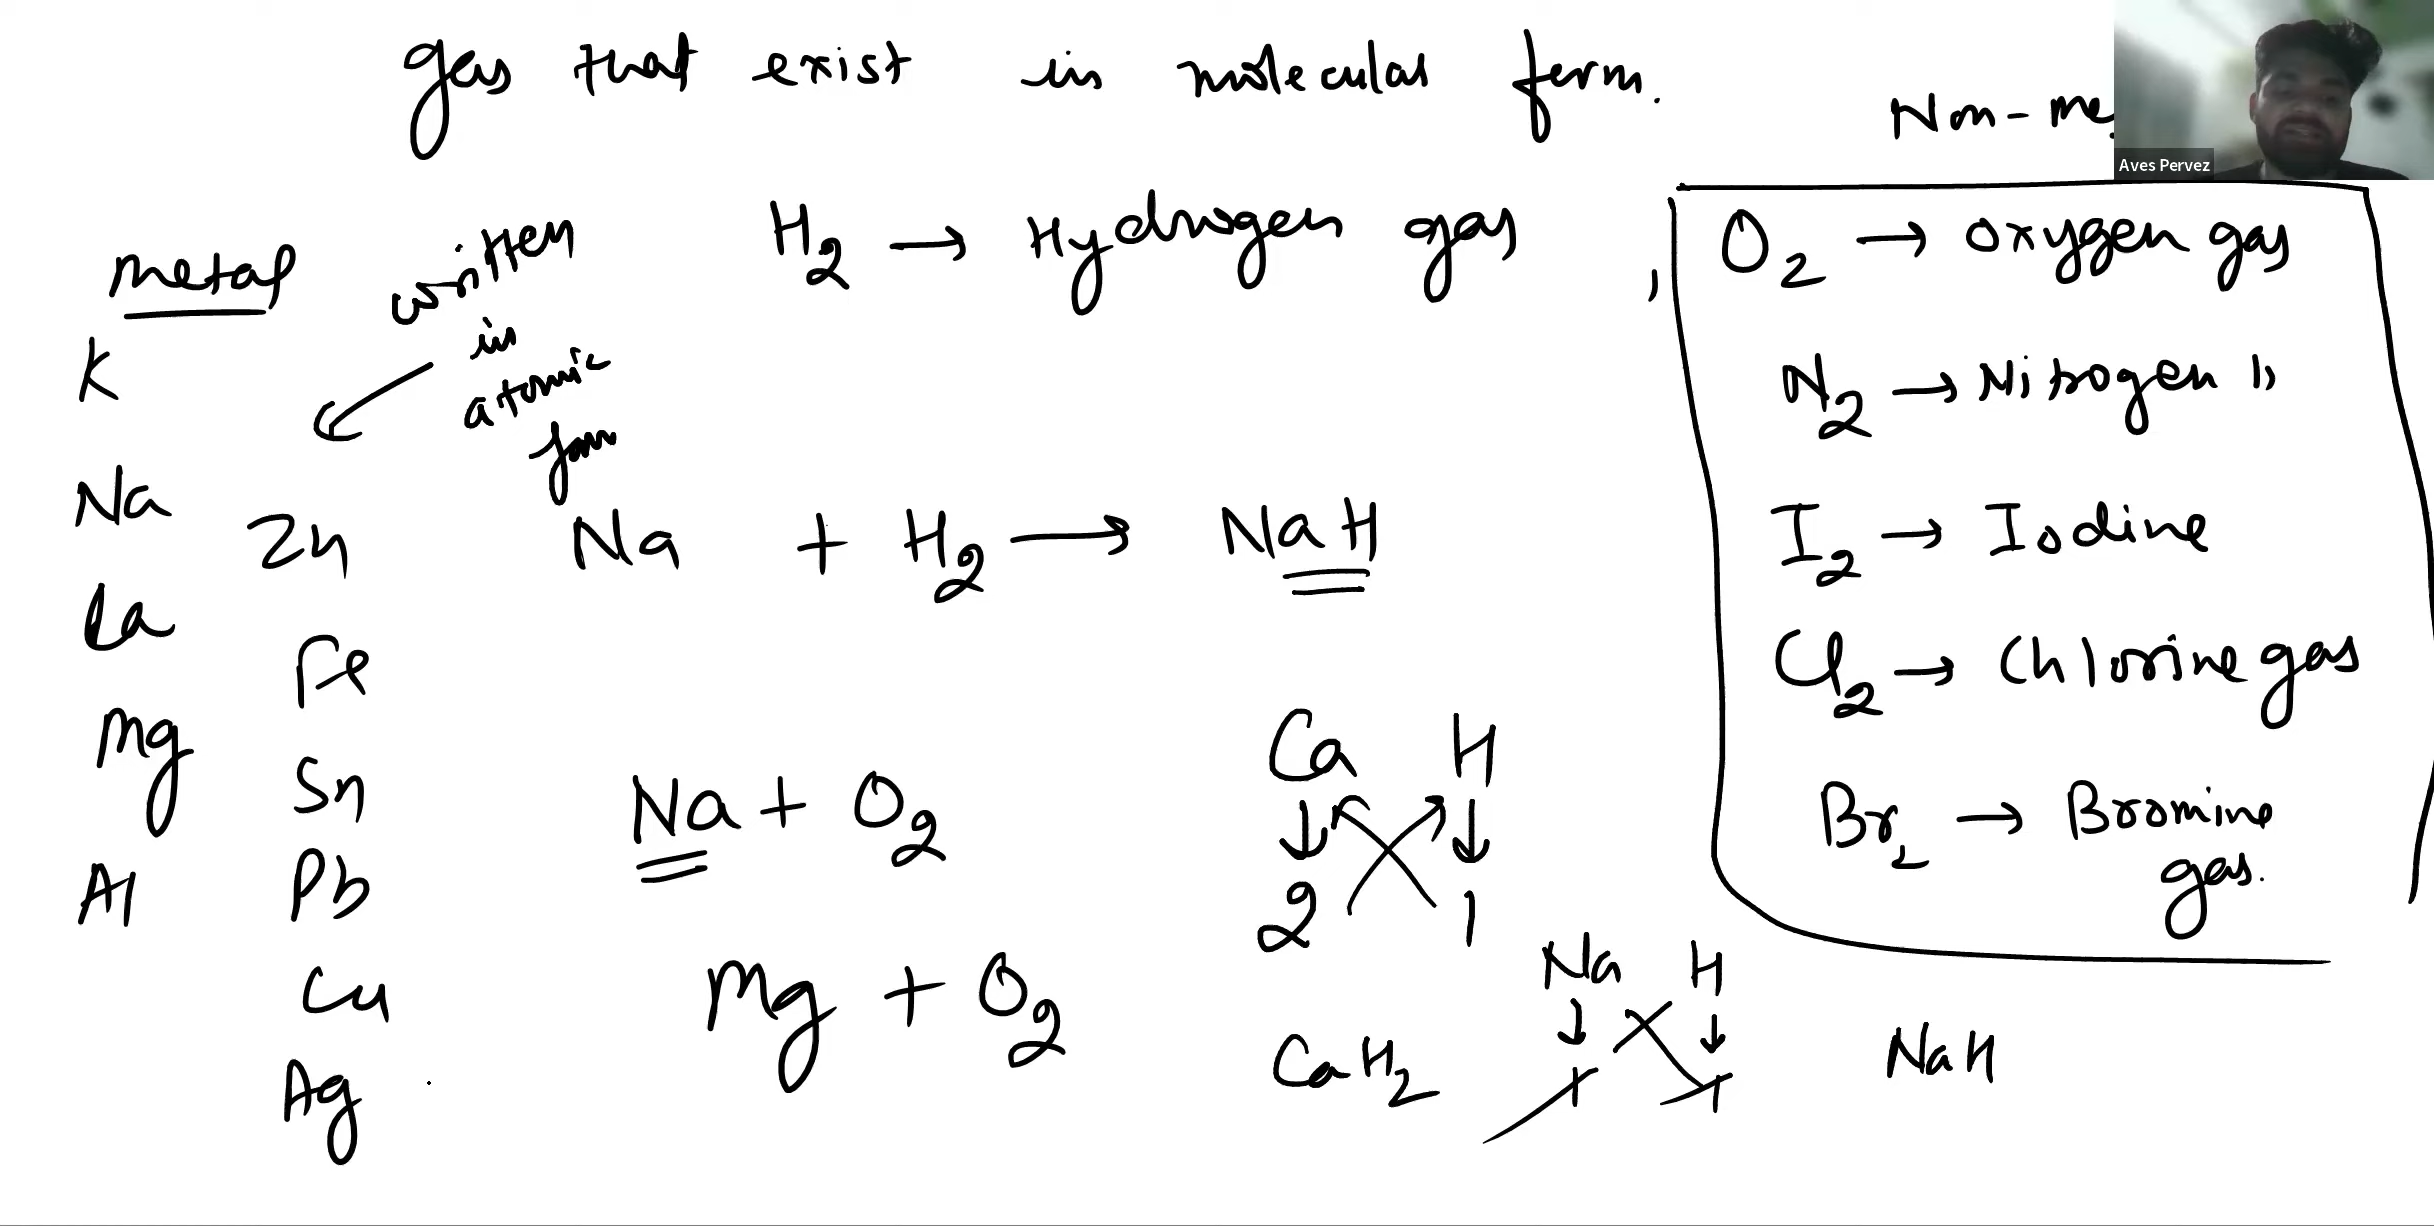 gas that exist in molecular form.
Non-me
Aves Pervez
H2 → Hydrogen gas ,
O2 → oxygen gas
metal
written
in
atomic
form
K
N2 → Nitrogen "
Na
Zn
Na + H2 → NaH
I2 → Iodine
Ca
Fe
Cl2 → Chlorine gas
Mg
Sn
Na + O2
Ca H
2 1
Br2 → Bromine
gas.
Al
Pb
Cu
Mg + O2
Na H
1 1
CaH2
NaH
Ag